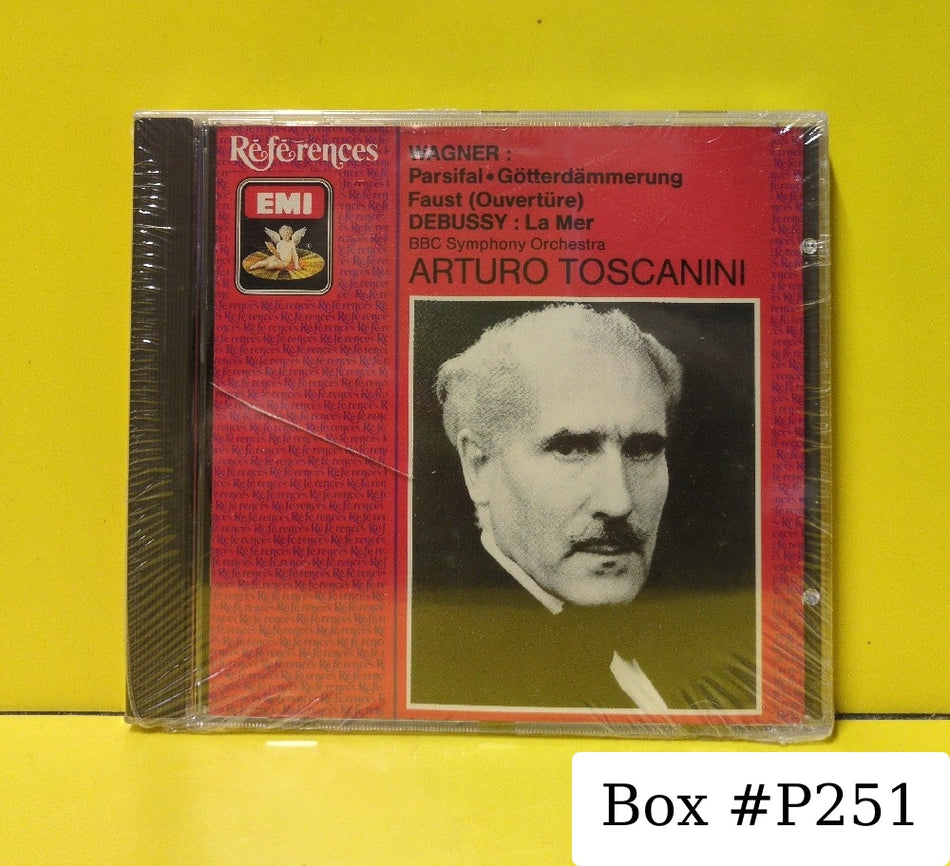 Références
EMI
WAGNER :
Parsifal • Götterdämmerung
Faust (Ouvertüre)
DEBUSSY : La Mer
BBC Symphony Orchestra
ARTURO TOSCANINI
Box #P251